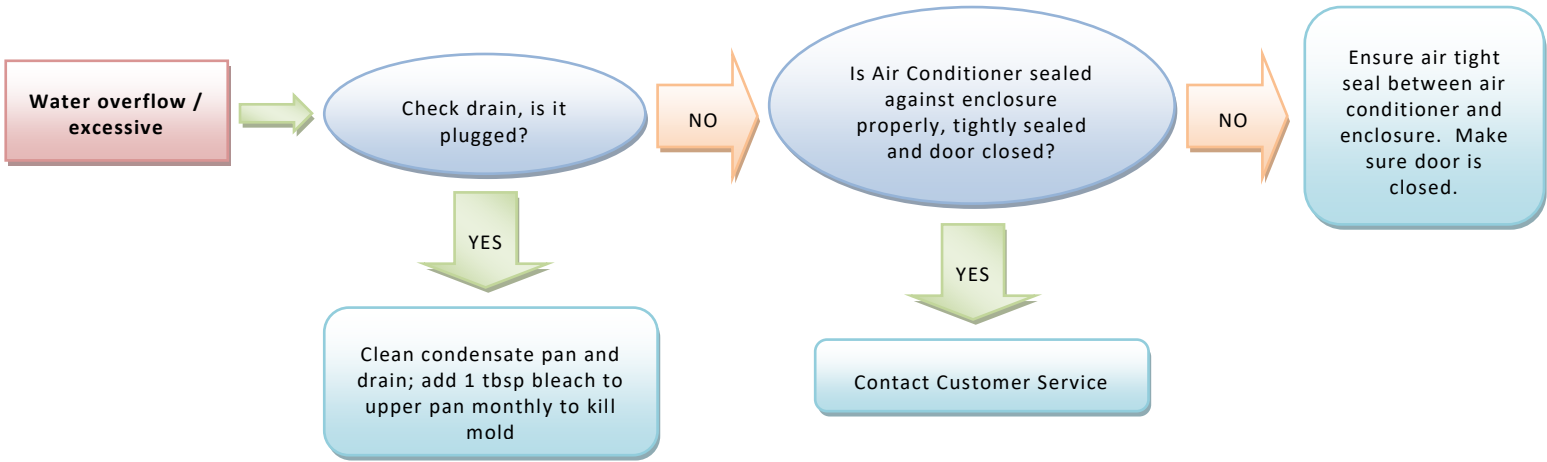 Water overflow /
excessive
Check drain, is it
plugged?
NO
Is Air Conditioner sealed
against enclosure
properly, tightly sealed
and door closed?
NO
Ensure air tight
seal between air
conditioner and
enclosure.  Make
sure door is
closed.
YES
YES
Clean condensate pan and
drain; add 1 tbsp bleach to
upper pan monthly to kill
mold
Contact Customer Service